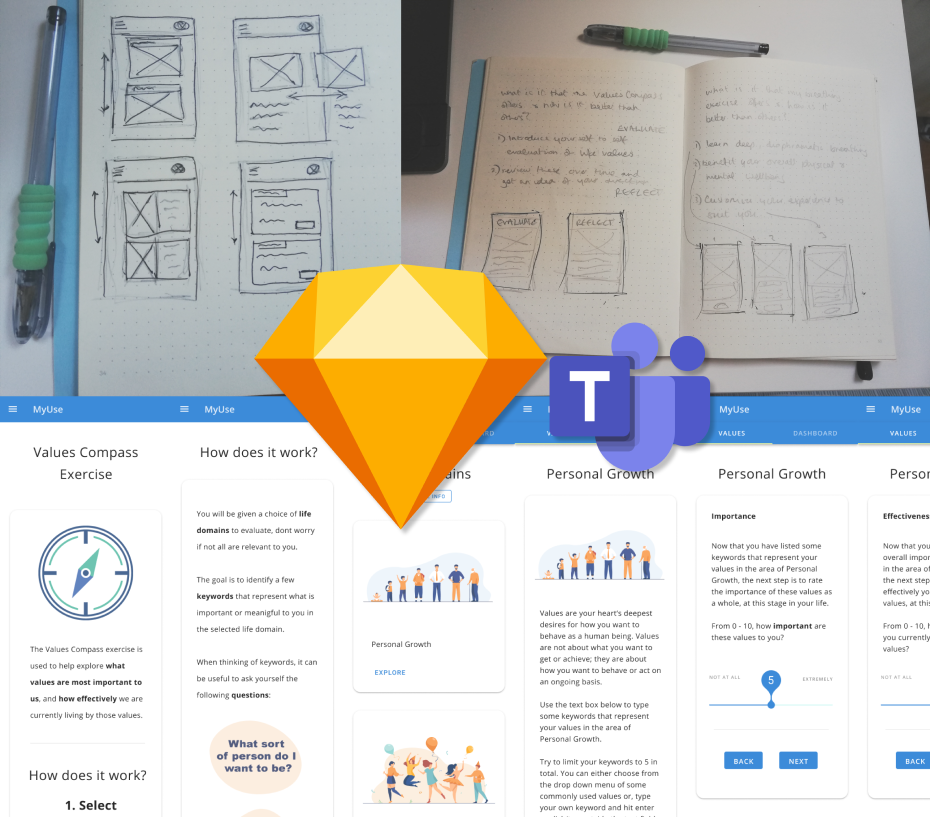 what is it that the values compass
does & how is it better than
others?
EVALUATE
1) introduce yourself to self
evaluation of life values.
2) review these over time and
get an idea of your
REFLECT
EVALUATE
REFLECT
what is it that my breathing
exercise does & how is it
better than others?
1) learn deep diaphramatic breathing
2) benefit your overall physical &
mental wellbeing
3) Customise your experience to
suit you.
T
MyUse
Values Compass
Exercise
The Values Compass exercise is
used to help explore what
values are most important to
us, and how effectively we are
currently living by those values.
How does it work?
1. Select
MyUse
How does it work?
You will be given a choice of life
domains to evaluate, dont worry
if not all are relevant to you.
The goal is to identify a few
keywords that represent what is
important or meanigful to you in
the selected life domain.
When thinking of keywords, it can
be useful to ask yourself the
following questions:
What sort
of person do I
want to be?
INFO
Personal Growth
EXPLORE
Personal Growth
Values are your heart's deepest
desires for how you want to
behave as a human being. Values
are not about what you want to
get or achieve; they are about
how you want to behave or act on
an ongoing basis.
Use the text box below to type
some keywords that represent
your values in the area of
Personal Growth.
Try to limit your keywords to 5 in
total. You can either choose from
the drop down menu of some
commonly used values or, type
your own keyword and hit enter
MyUse
VALUES
DASHBOARD
Personal Growth
Importance
Now that you have listed some
keywords that represent your
values in the area of Personal
Growth, the next step is to rate
the importance of these values as
a whole, at this stage in your life.
From 0 - 10, how important are
these values to you?
NOT AT ALL
5
EXTREMELY
BACK
NEXT
MyUse
VALUES
Effectiveness
Now that you
in the area of
the next step
effectively you
values, at this
From 0 - 10, h
you currently
values?
NOT AT ALL
BACK